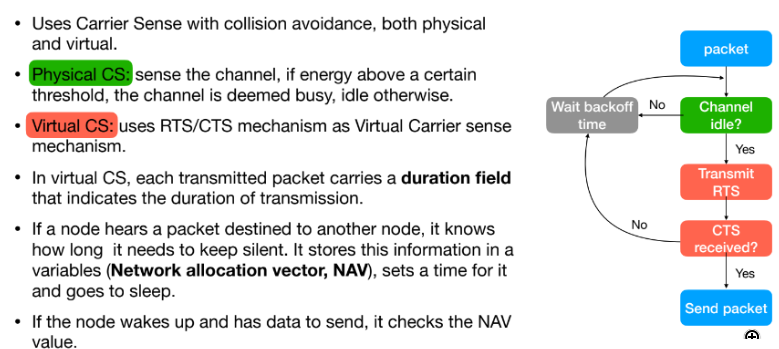 • Uses Carrier Sense with collision avoidance, both physical
and virtual.
• Physical CS: sense the channel, if energy above a certain
threshold, the channel is deemed busy, idle otherwise.
• Virtual CS: uses RTS/CTS mechanism as Virtual Carrier sense
mechanism.
• In virtual CS, each transmitted packet carries a duration field
that indicates the duration of transmission.
• If a node hears a packet destined to another node, it knows
how long it needs to keep silent. It stores this information in a
variables (Network allocation vector, NAV), sets a time for it
and goes to sleep.
• If the node wakes up and has data to send, it checks the NAV
value.
packet
Wait backoff
time
No
Channel
idle?
Yes
Transmit
RTS
No
CTS
received?
Yes
Send packet